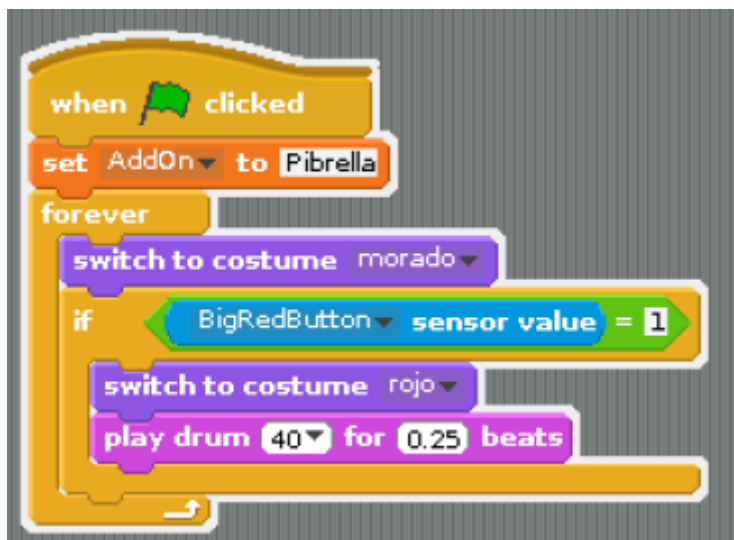 when clicked
set AddOn to Pibrella
forever
switch to costume morado
if BigRedButton sensor value = 1
switch to costume rojo
play drum 40 for 0.25 beats